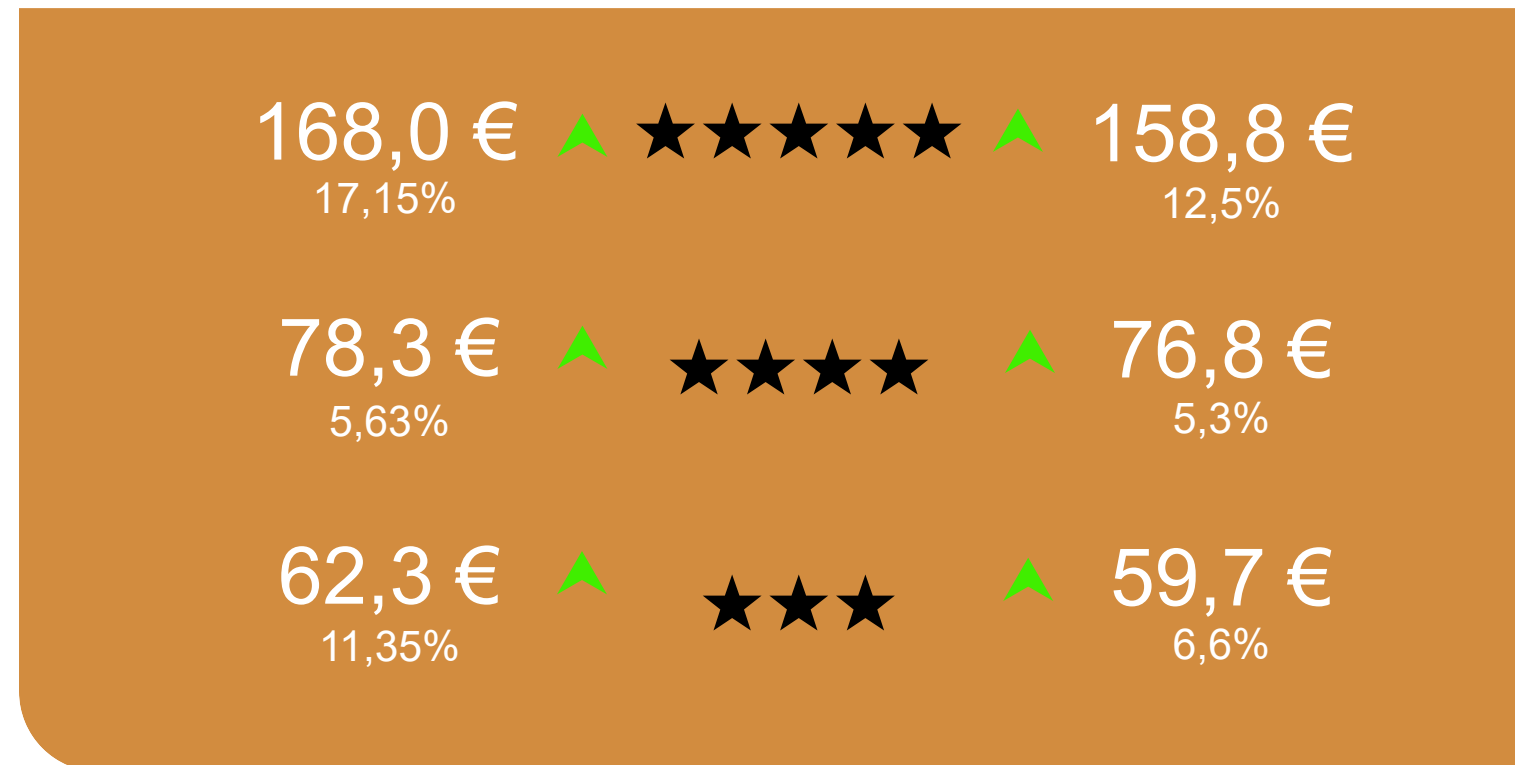 168,0 € 158,8 €
17,15% 12,5%
78,3 € 76,8 €
5,63% 5,3%
62,3 € 59,7 €
11,35% 6,6%